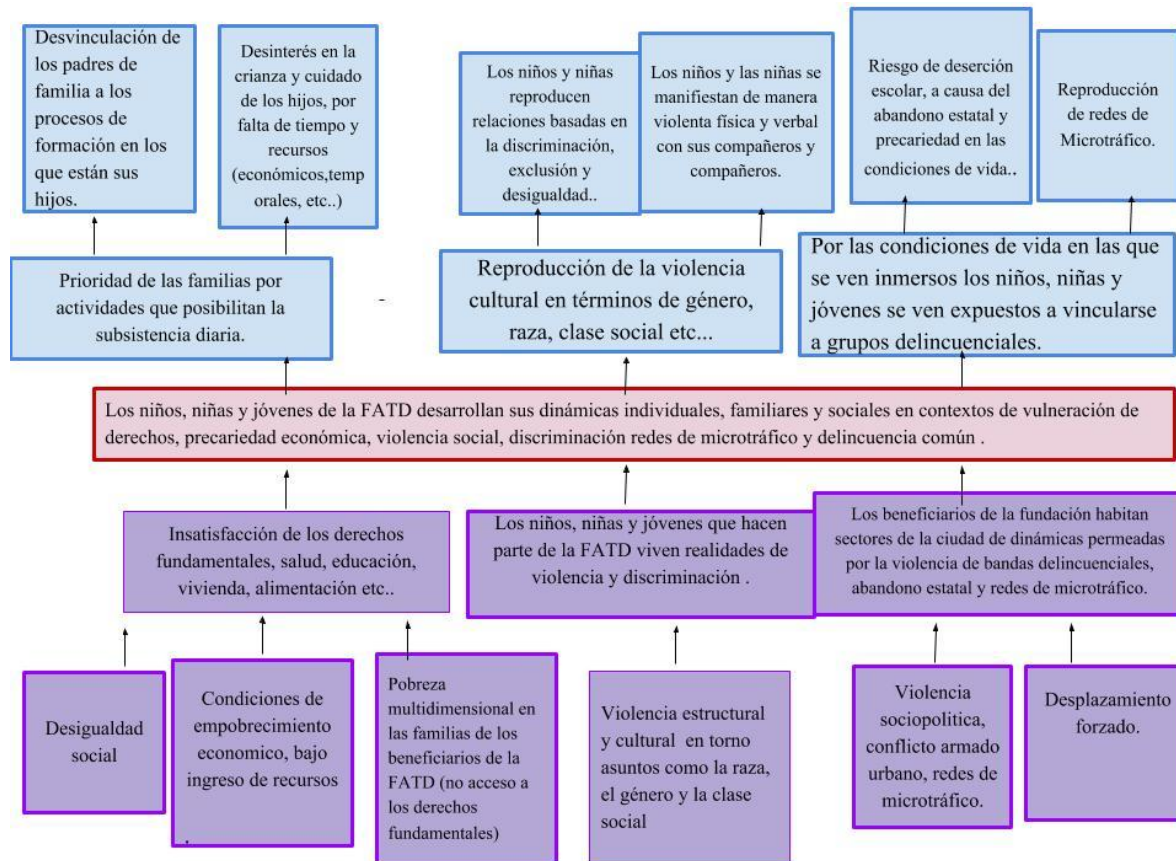 Desvinculación de
los padres de
familia a los
procesos de
formación en los
que están sus
hijos.
Desinterés en la
crianza y cuidado
de los hijos, por
falta de tiempo y
recursos
(económicos,temp
orales, etc..)
Los niños y niñas
reproducen
relaciones basadas en
la discriminación,
exclusión y
desigualdad..
Los niños y las niñas se
manifiestan de manera
violenta física y verbal
con sus compañeros y
compañeros.
Riesgo de deserción
escolar, a causa del
abandono estatal y
precariedad en las
condiciones de vida..
Reproducción
de redes de
Microtráfico.
Prioridad de las familias por
actividades que posibilitan la
subsistencia diaria.
-
Reproducción de la violencia
cultural en términos de género,
raza, clase social etc...
Por las condiciones de vida en las que
se ven inmersos los niños, niñas y
jóvenes se ven expuestos a vincularse
a grupos delincuenciales.
Los niños, niñas y jóvenes de la FATD desarrollan sus dinámicas individuales, familiares y sociales en contextos de vulneración de
derechos, precariedad económica, violencia social, discriminación redes de microtráfico y delincuencia común .
Insatisfacción de los derechos
fundamentales, salud, educación,
vivienda, alimentación etc..
Los niños, niñas y jóvenes que hacen
parte de la FATD viven realidades de
violencia y discriminación .
Los beneficiarios de la fundación habitan
sectores de la ciudad de dinámicas permeadas
por la violencia de bandas delincuenciales,
abandono estatal y redes de microtráfico.
Desigualdad
social
Condiciones de
empobrecimiento
economico, bajo
ingreso de recursos
.
Pobreza
multidimensional en
las familias de los
beneficiarios de la
FATD (no acceso a
los derechos
fundamentales)
Violencia estructural
y cultural en torno
asuntos como la raza,
el género y la clase
social
Violencia
sociopolitica,
conflicto armado
urbano, redes de
microtráfico.
Desplazamiento
forzado.